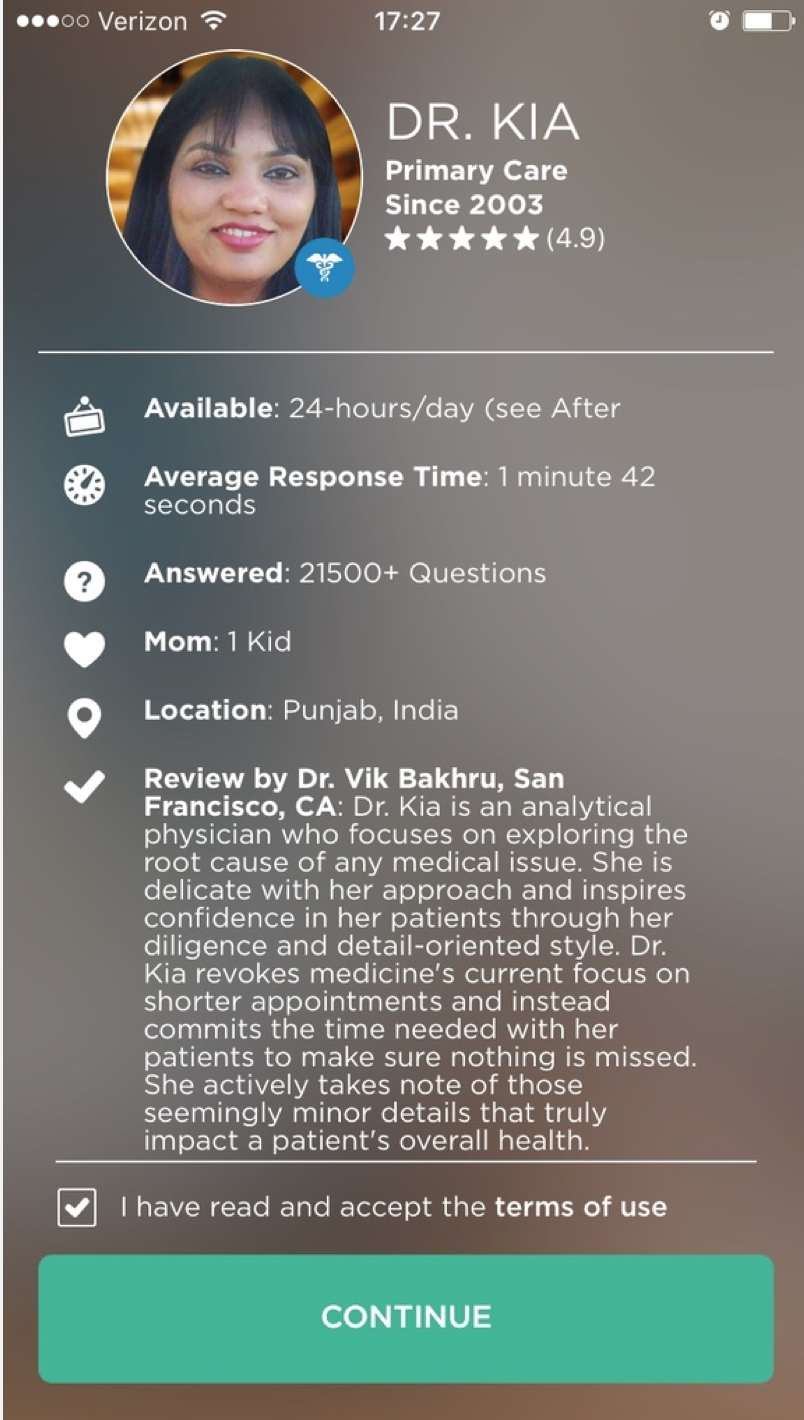 Verizon 17:27
DR. KIA
Primary Care
Since 2003
(4.9)
Available: 24-hours/day (see After
Average Response Time: 1 minute 42
seconds
?
Answered: 21500+ Questions
Mom: 1 Kid
Location: Punjab, India
Review by Dr. Vik Bakhru, San
Francisco, CA: Dr. Kia is an analytical
physician who focuses on exploring the
root cause of any medical issue. She is
delicate with her approach and inspires
confidence in her patients through her
diligence and detail-oriented style. Dr.
Kia revokes medicine's current focus on
shorter appointments and instead
commits the time needed with her
patients to make sure nothing is missed.
She actively takes note of those
seemingly minor details that truly
impact a patient's overall health.
I have read and accept the terms of use
CONTINUE